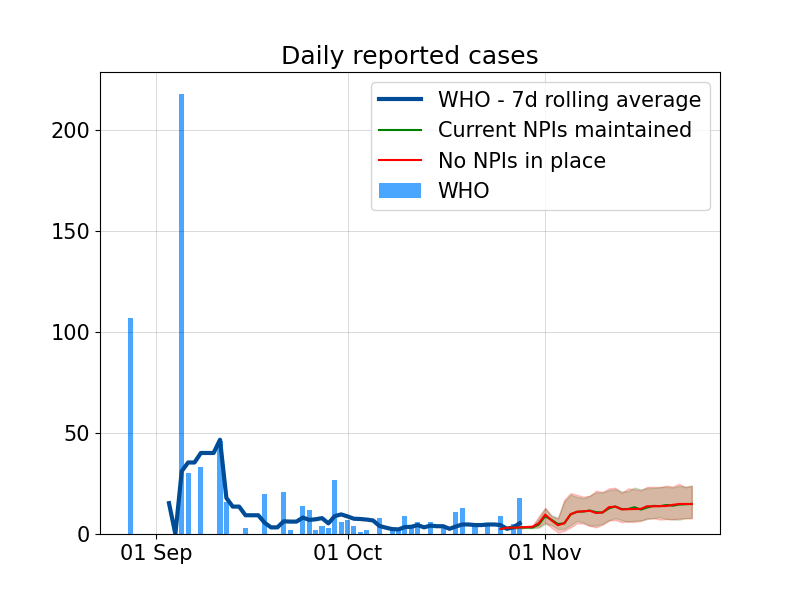 Daily reported cases
WHO - 7d rolling average
Current NPIs maintained
No NPIs in place
WHO
200
150
100
50
0
01 Sep
01 Oct
01 Nov